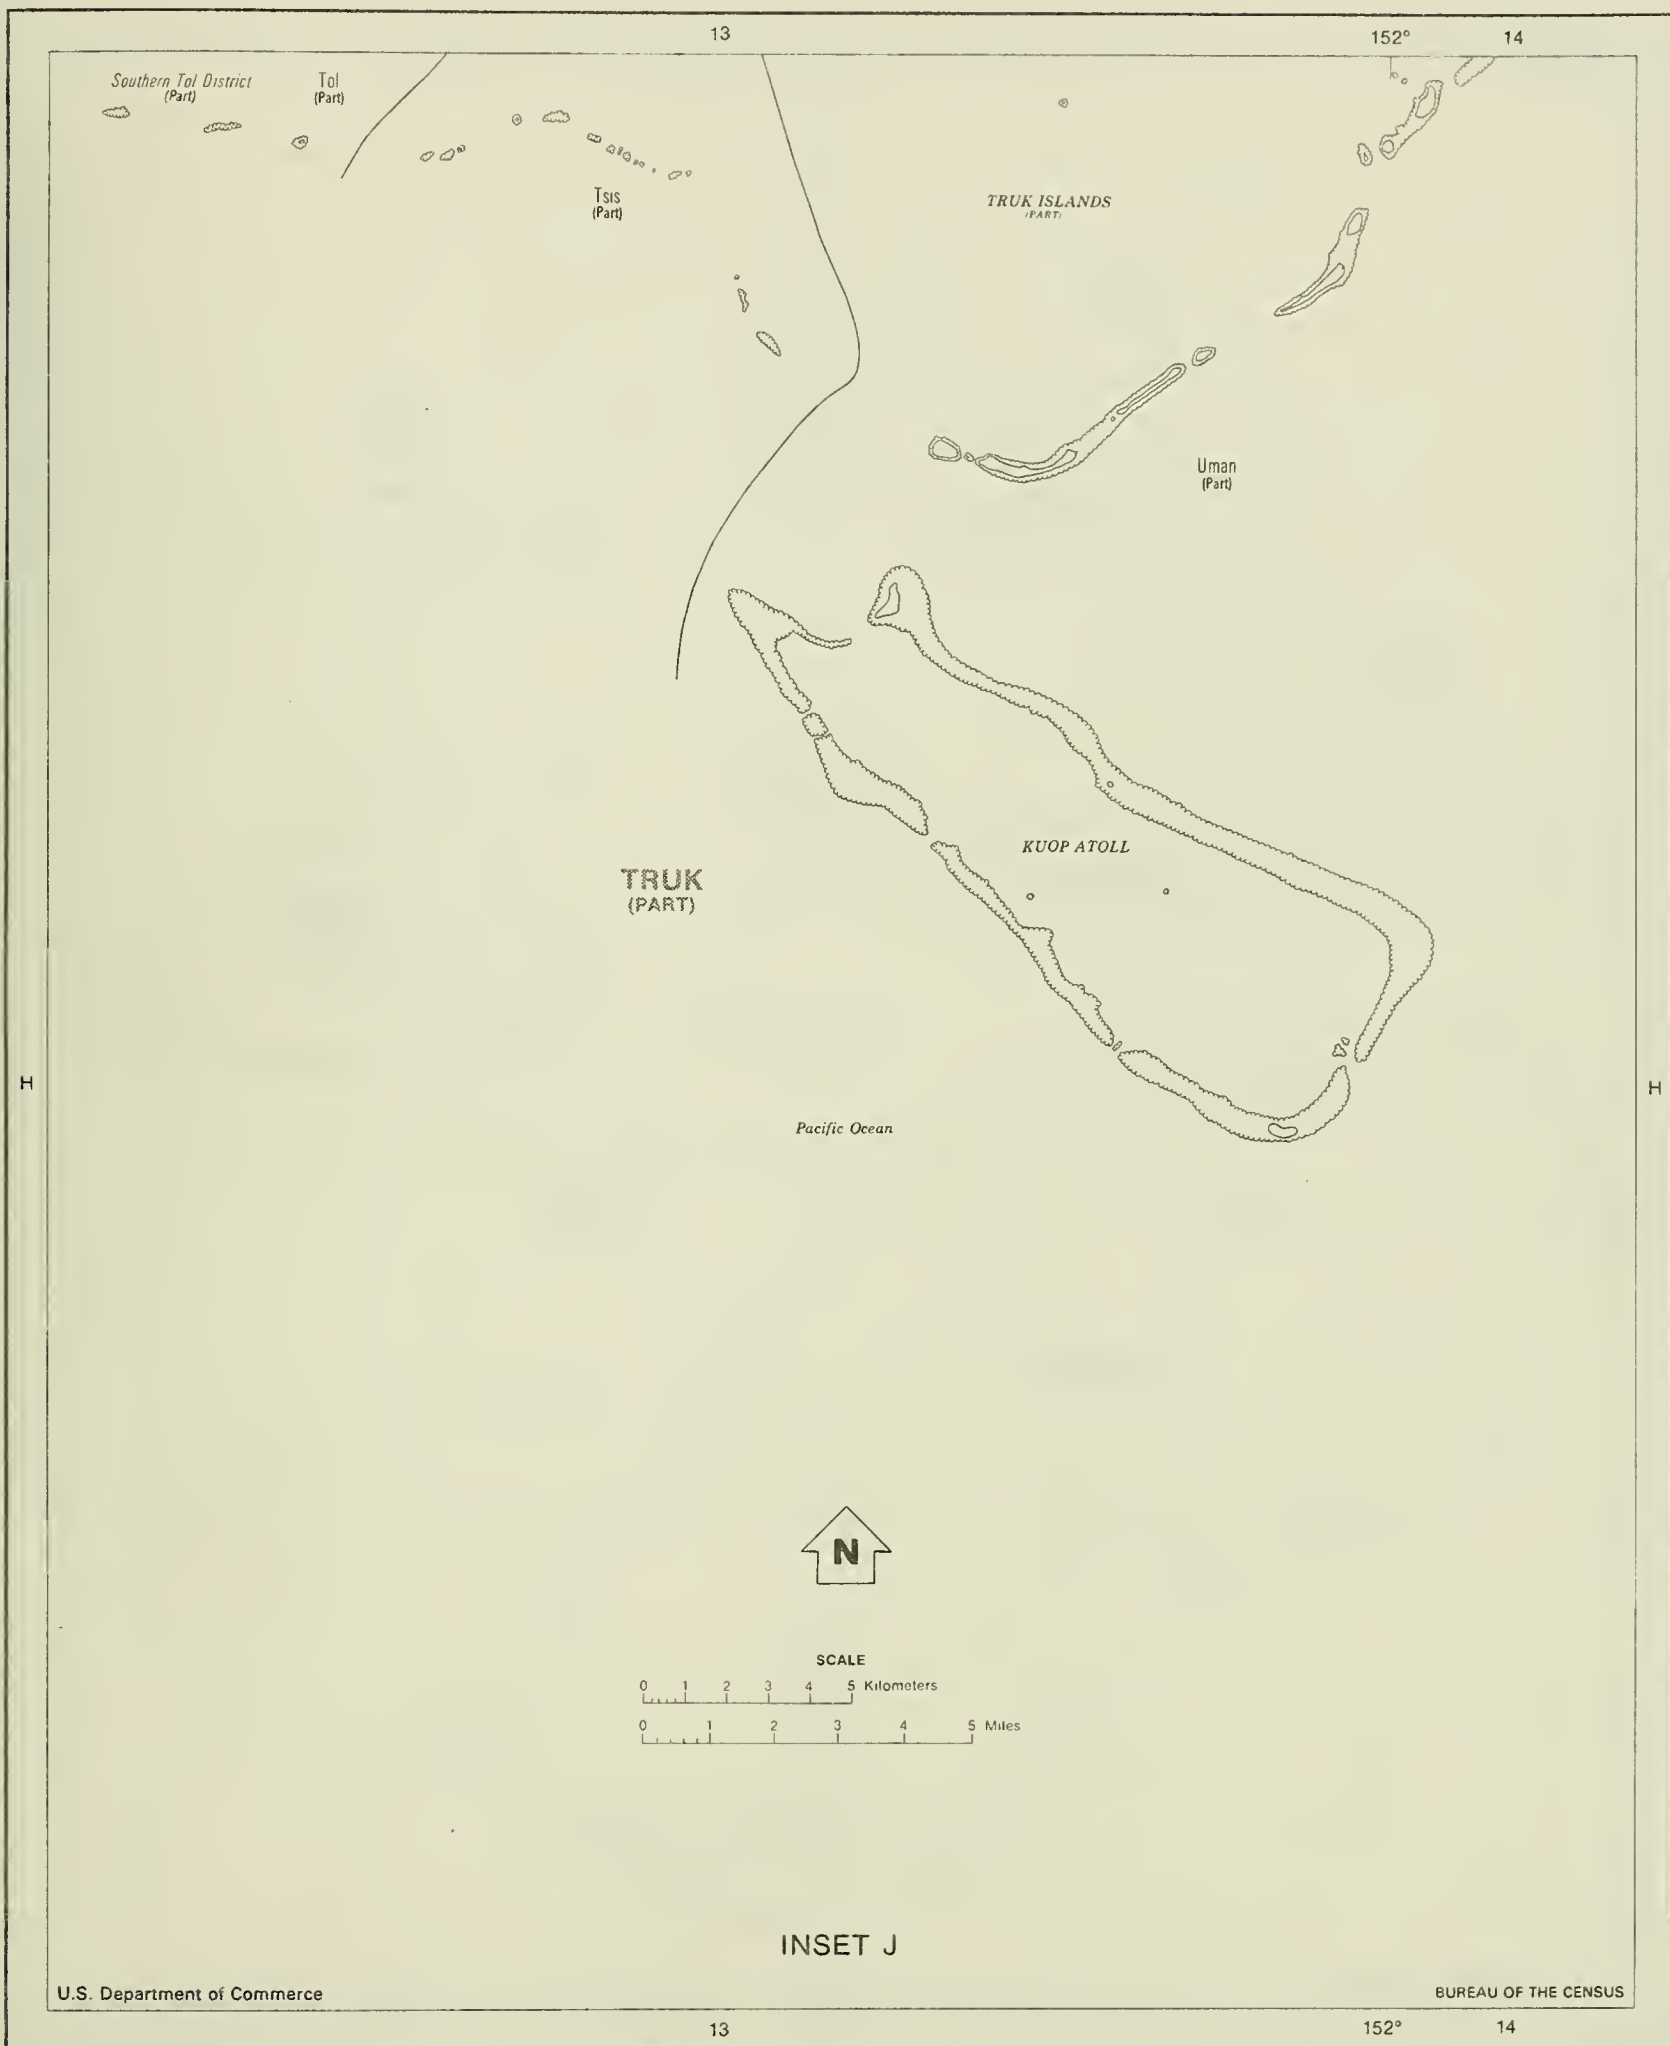 13 152° 14
Southern Tol District
(Part)
Tol
(Part)
Tsis
(Part)
TRUK ISLANDS
(PART)
Uman
(Part)
KUOP ATOLL
TRUK
(PART)
H H
Pacific Ocean
N
SCALE
0 1 2 3 4 5 Kilometers
0 1 2 3 4 5 Miles
INSET J
U.S. Department of Commerce BUREAU OF THE CENSUS
13 152° 14